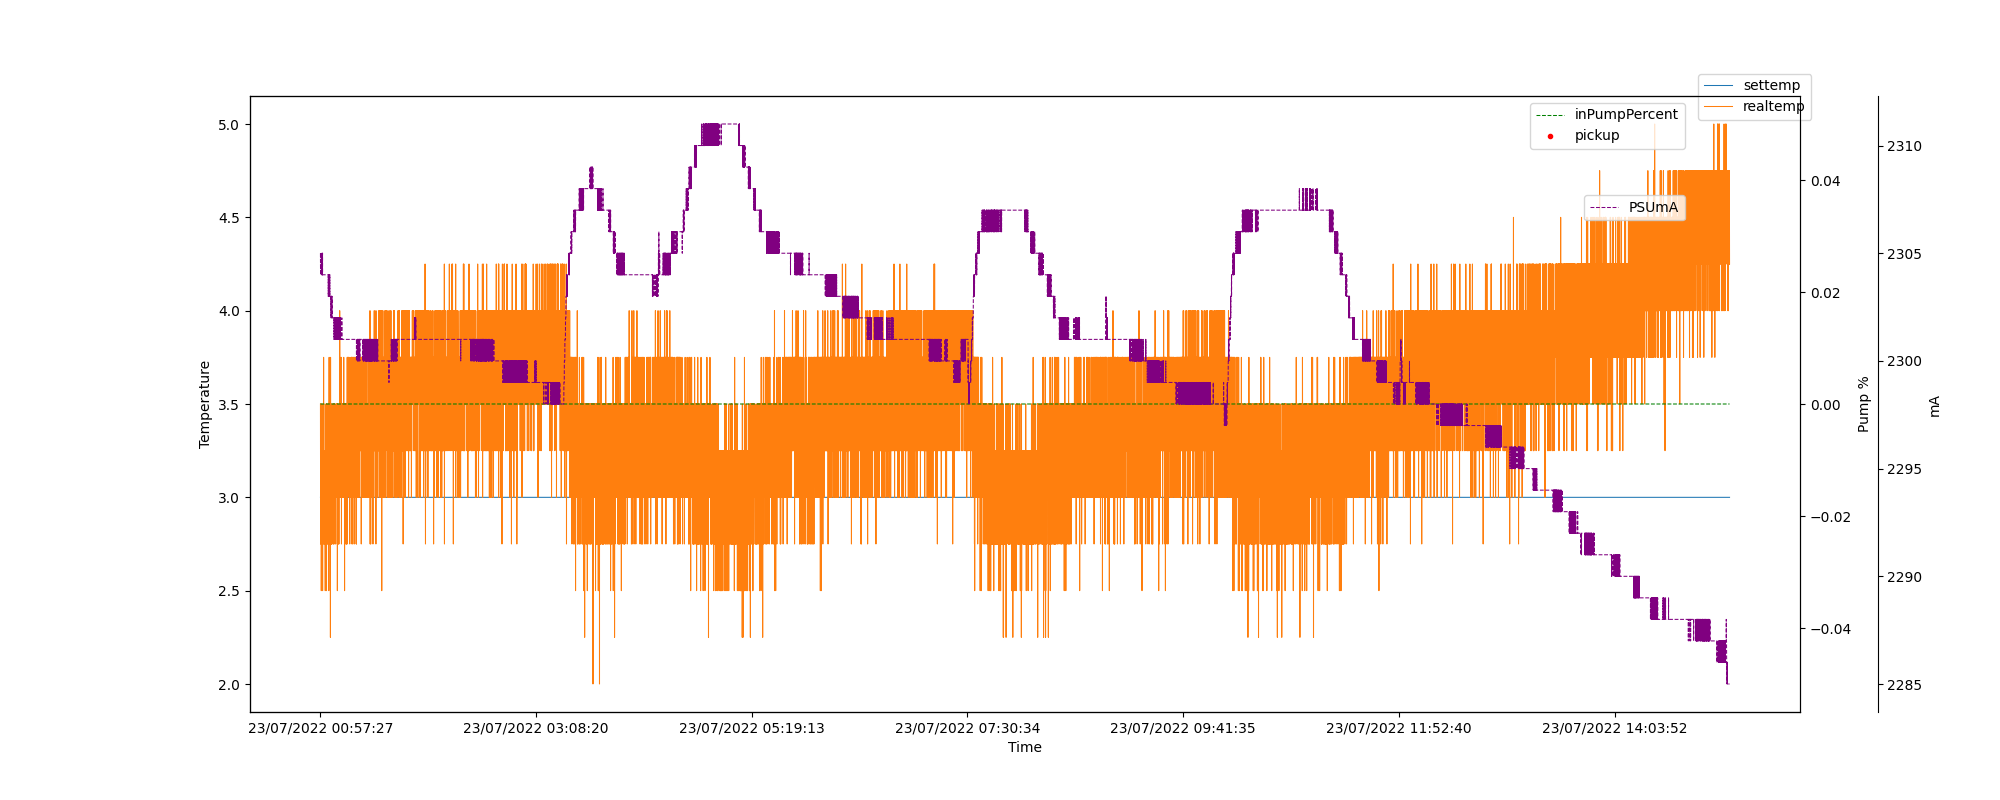 settemp
realtemp
inPumpPercent
pickup
PSUmA
5.0
4.5
4.0
3.5
3.0
2.5
2.0
Temperature
0.04
0.02
0.00
−0.02
−0.04
Pump %
2310
2305
2300
2295
2290
2285
mA
23/07/2022 00:57:27
23/07/2022 03:08:20
23/07/2022 05:19:13
23/07/2022 07:30:34
23/07/2022 09:41:35
23/07/2022 11:52:40
23/07/2022 14:03:52
Time